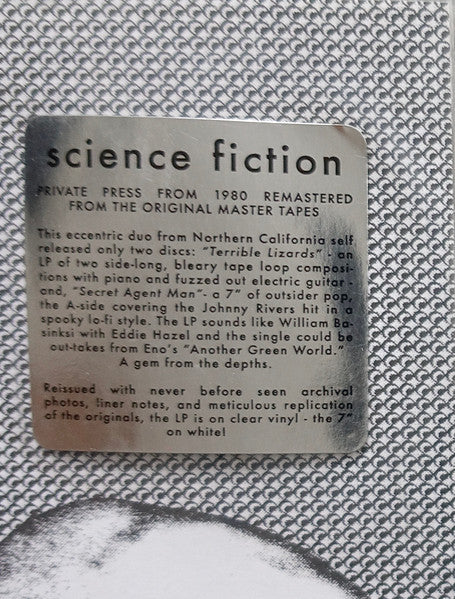 science fiction
PRIVATE PRESS FROM 1980 REMASTERED
FROM THE ORIGINAL MASTER TAPES
This eccentric duo from Northern California self
released only two discs: "Terrible Lizards" - an
LP of two side-long, bleary tape loop composi-
tions with piano and fuzzed out electric guitar -
and, "Secret Agent Man"- a 7" of outsider pop,
the A-side covering the Johnny Rivers hit in a
spooky lo-fi style. The LP sounds like William Ba-
sinksi with Eddie Hazel and the single could be
out-takes from Eno's "Another Green World."
A gem from the depths.
Reissued with never before seen archival
photos, liner notes, and meticulous replication
of the originals, the LP is on clear vinyl - the 7"
on white!